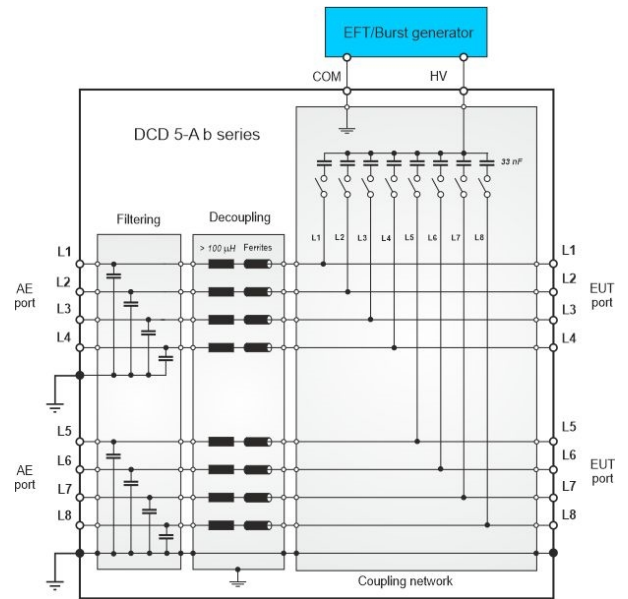 EFT/Burst generator
COM HV
DCD 5-A b series
33 nF
Filtering Decoupling
L1 L2 L3 L4 L5 L6 L7 L8
> 100 µH Ferrites
L1 L1
AE port L2 L2 EUT port
L3 L3
L4 L4
L5 L5
AE port L6 L6 EUT port
L7 L7
L8 L8
Coupling network